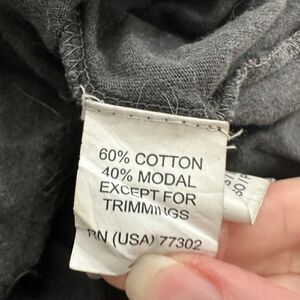 60% COTTON
40% MODAL
EXCEPT FOR
TRIMMINGS
RN (USA) 77302